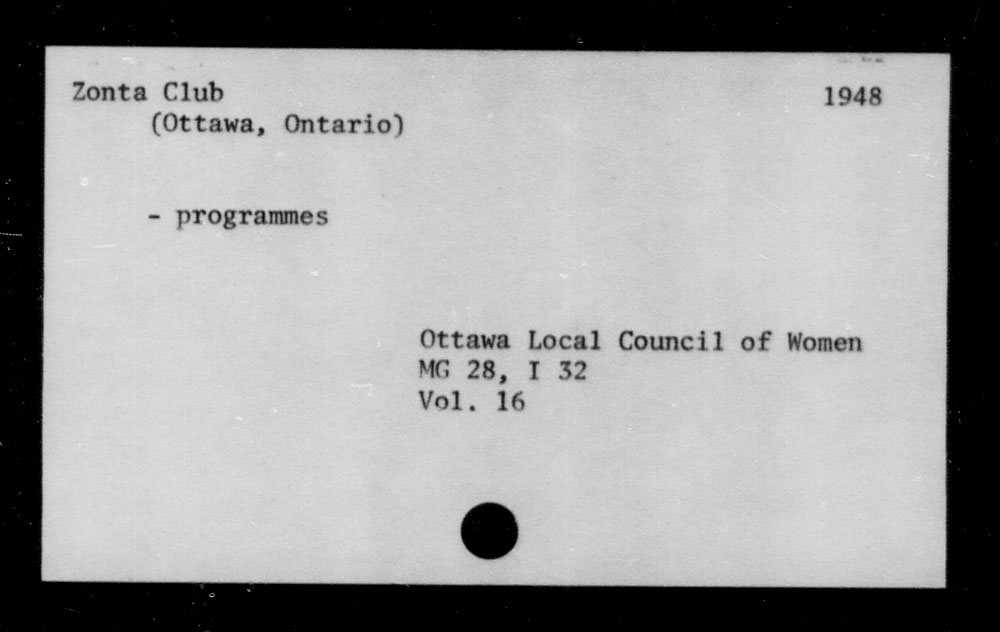 Zonta Club 1948
(Ottawa, Ontario)
- programmes
Ottawa Local Council of Women
MG 28, I 32
Vol. 16